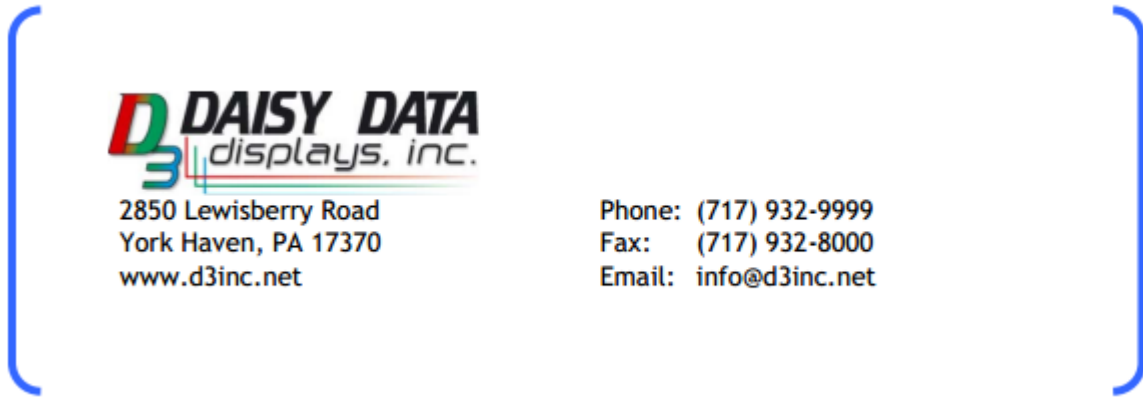 D3 DAISY DATA
displays, inc.
2850 Lewisberry Road
York Haven, PA 17370
www.d3inc.net
Phone: (717) 932-9999
Fax: (717) 932-8000
Email: info@d3inc.net